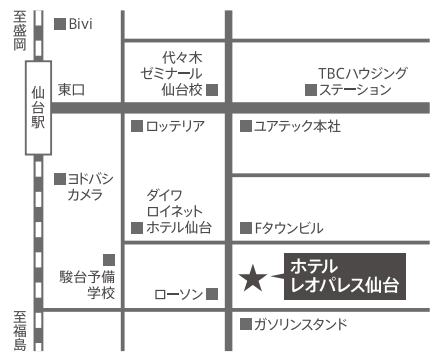 至盛岡
Bivi
代々木
ゼミナール
仙台校
TBCハウジング
ステーション
仙台駅
東口
ロッテリア
ユアテック本社
ヨドバシ
カメラ
ダイワ
ロイネット
ホテル仙台
Fタウンビル
駿台予備
学校
ローソン
ホテル
レオパレス仙台
至福島
ガソリンスタンド